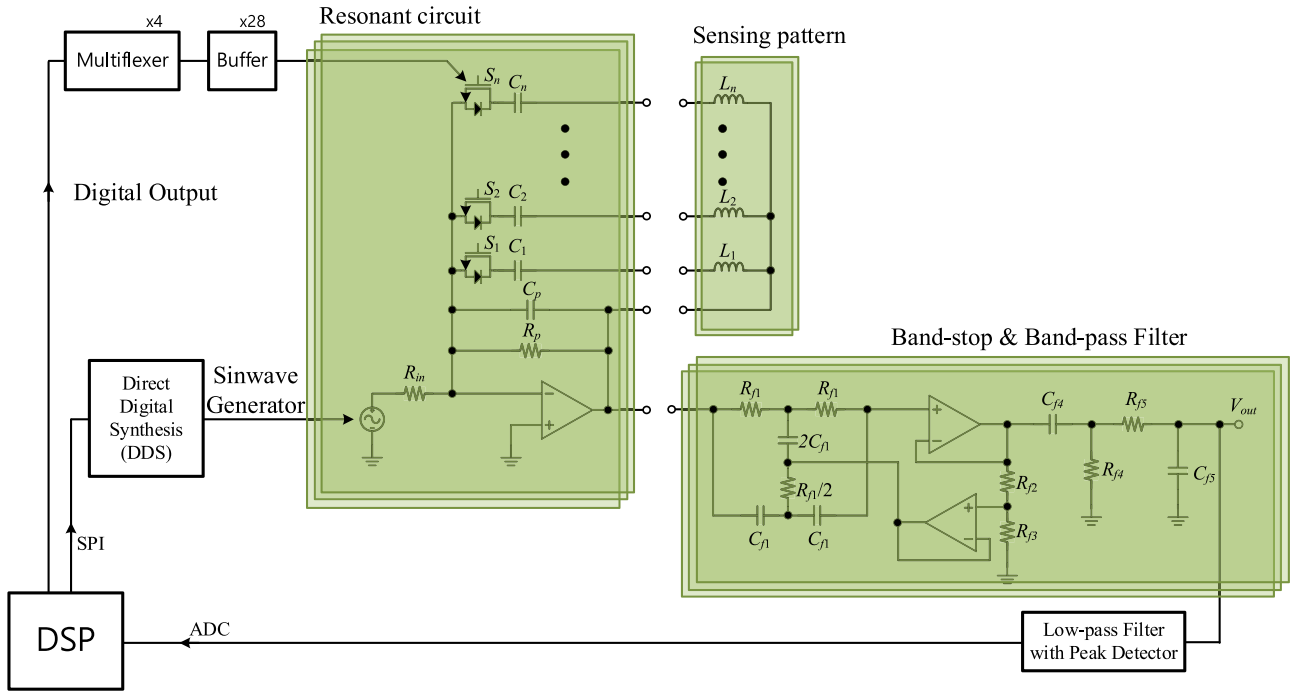 Resonant circuit
x4
x28
Sensing pattern
Multiflexer
Buffer
Sn
Cn
Ln
Digital Output
S2
C2
L2
S1
C1
L1
Cp
Rp
Band-stop & Band-pass Filter
Direct
Digital
Synthesis
(DDS)
Sinwave
Generator
Rin
−
+
Rf1
Rf1
2Cf1
Rf1/2
Cf1
Cf1
+
−
Cf4
Rf5
Vout
Rf4
Cf5
Rf2
+
−
Rf3
SPI
DSP
ADC
Low-pass Filter
with Peak Detector